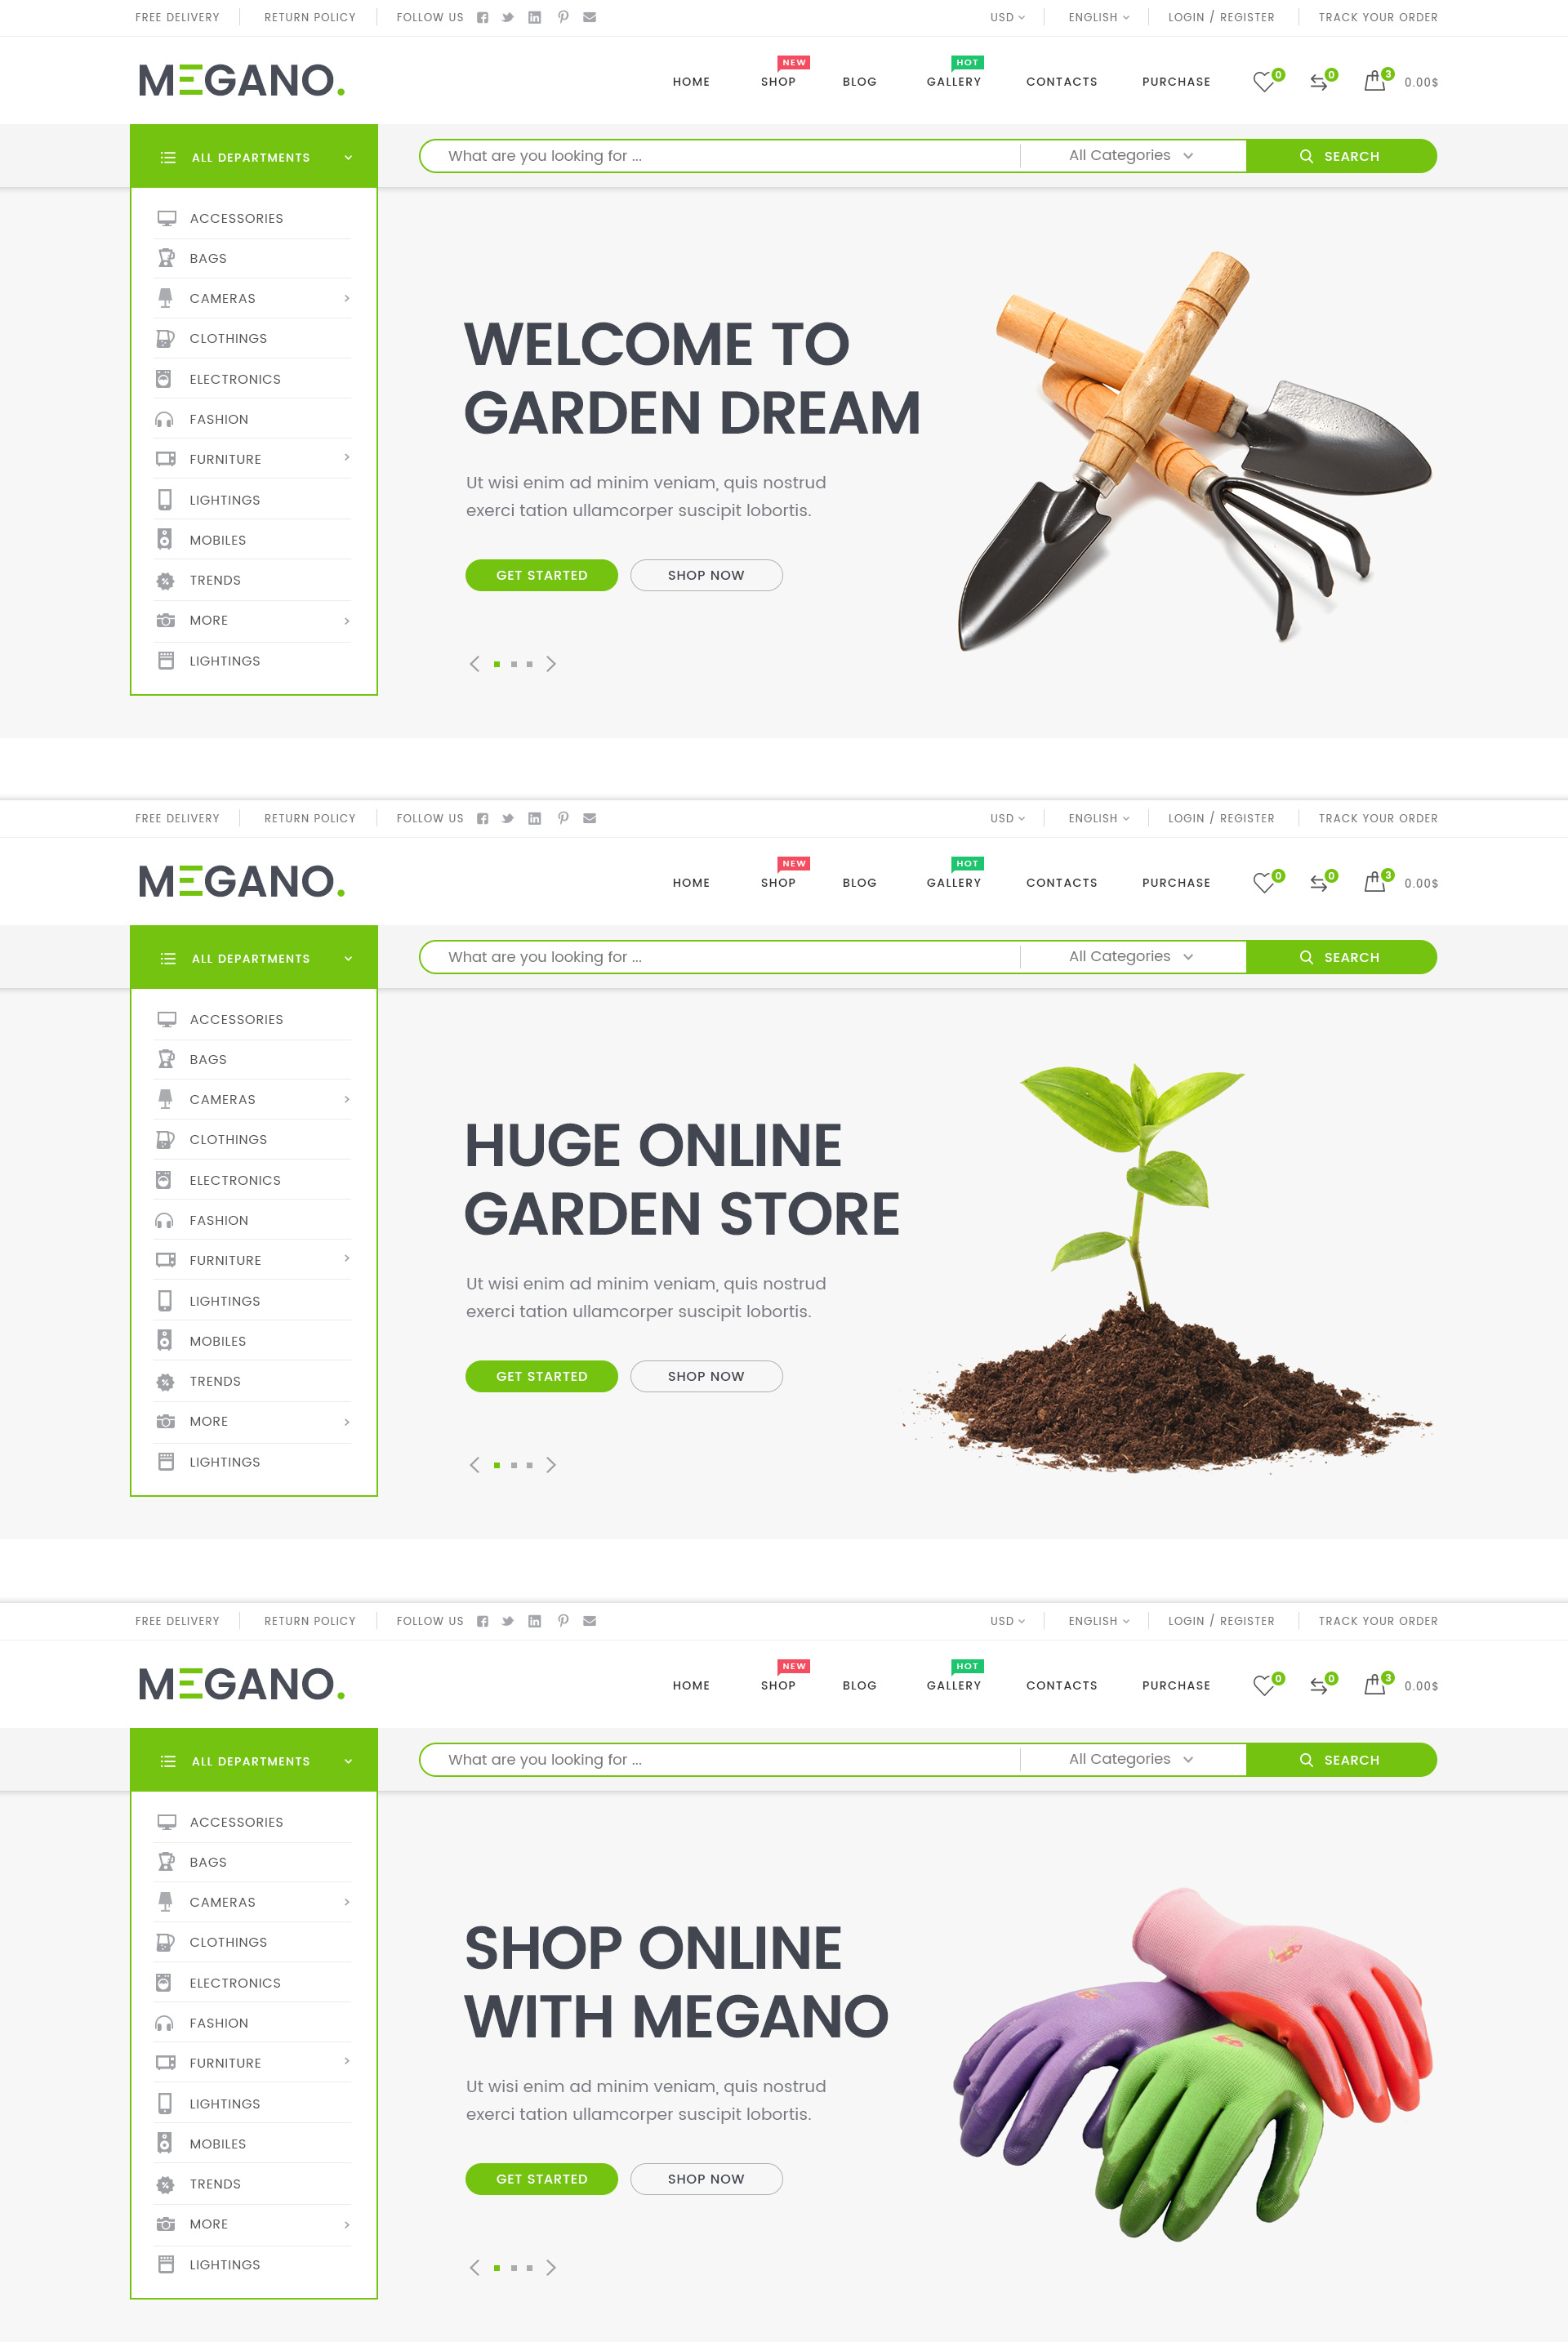 FREE DELIVERY RETURN POLICY FOLLOW US USD ENGLISH LOGIN / REGISTER TRACK YOUR ORDER
NEW HOT
MEGANO. HOME SHOP BLOG GALLERY CONTACTS PURCHASE 0 0 3 0.00$
ALL DEPARTMENTS What are you looking for ... All Categories SEARCH
ACCESSORIES
BAGS
CAMERAS
CLOTHINGS
ELECTRONICS
FASHION
FURNITURE
LIGHTINGS
MOBILES
TRENDS
MORE
LIGHTINGS
WELCOME TO
GARDEN DREAM
Ut wisi enim ad minim veniam, quis nostrud
exerci tation ullamcorper suscipit lobortis.
GET STARTED SHOP NOW
FREE DELIVERY RETURN POLICY FOLLOW US USD ENGLISH LOGIN / REGISTER TRACK YOUR ORDER
NEW HOT
MEGANO. HOME SHOP BLOG GALLERY CONTACTS PURCHASE 0 0 3 0.00$
ALL DEPARTMENTS What are you looking for ... All Categories SEARCH
ACCESSORIES
BAGS
CAMERAS
CLOTHINGS
ELECTRONICS
FASHION
FURNITURE
LIGHTINGS
MOBILES
TRENDS
MORE
LIGHTINGS
HUGE ONLINE
GARDEN STORE
Ut wisi enim ad minim veniam, quis nostrud
exerci tation ullamcorper suscipit lobortis.
GET STARTED SHOP NOW
FREE DELIVERY RETURN POLICY FOLLOW US USD ENGLISH LOGIN / REGISTER TRACK YOUR ORDER
NEW HOT
MEGANO. HOME SHOP BLOG GALLERY CONTACTS PURCHASE 0 0 3 0.00$
ALL DEPARTMENTS What are you looking for ... All Categories SEARCH
ACCESSORIES
BAGS
CAMERAS
CLOTHINGS
ELECTRONICS
FASHION
FURNITURE
LIGHTINGS
MOBILES
TRENDS
MORE
LIGHTINGS
SHOP ONLINE
WITH MEGANO
Ut wisi enim ad minim veniam, quis nostrud
exerci tation ullamcorper suscipit lobortis.
GET STARTED SHOP NOW